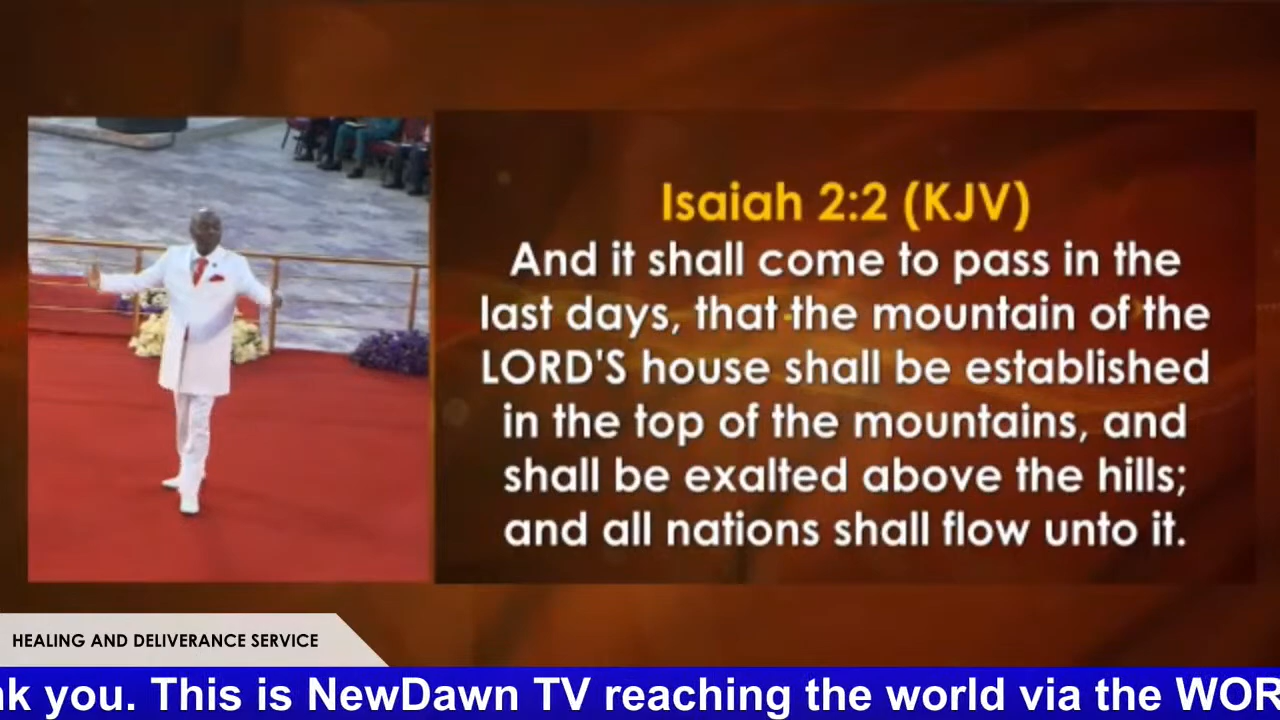 Isaiah 2:2 (KJV)
And it shall come to pass in the
last days, that the mountain of the
LORD'S house shall be established
in the top of the mountains, and
shall be exalted above the hills;
and all nations shall flow unto it.
HEALING AND DELIVERANCE SERVICE
nk you. This is NewDawn TV reaching the world via the WOR